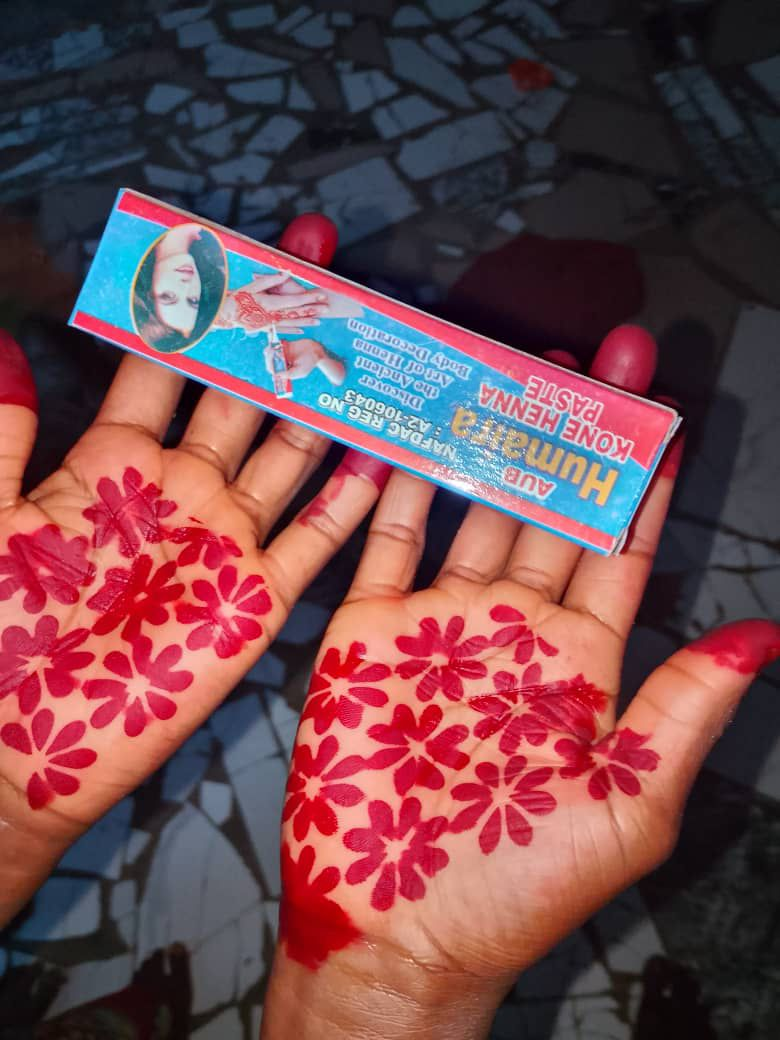 AUB
Humaira
KONE HENNA
PASTE
NAFDAC REG NO
: A2-106043
Discover
the Ancient
Art of Henna
Body Decoration